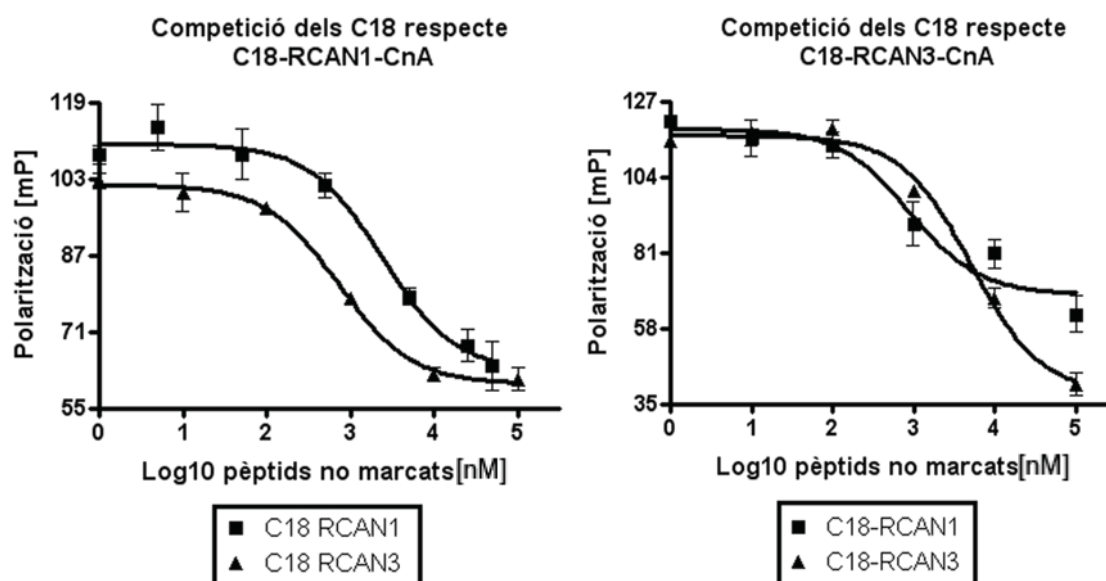 Competició dels C18 respecte
C18-RCAN1-CnA
Polarització [mP]
119
103
87
71
55
0 1 2 3 4 5
Log10 pèptids no marcats[nM]
C18 RCAN1
C18 RCAN3
Competició dels C18 respecte
C18-RCAN3-CnA
Polarització [mP]
127
104
81
58
35
0 1 2 3 4 5
Log10 pèptids no marcats[nM]
C18-RCAN1
C18-RCAN3